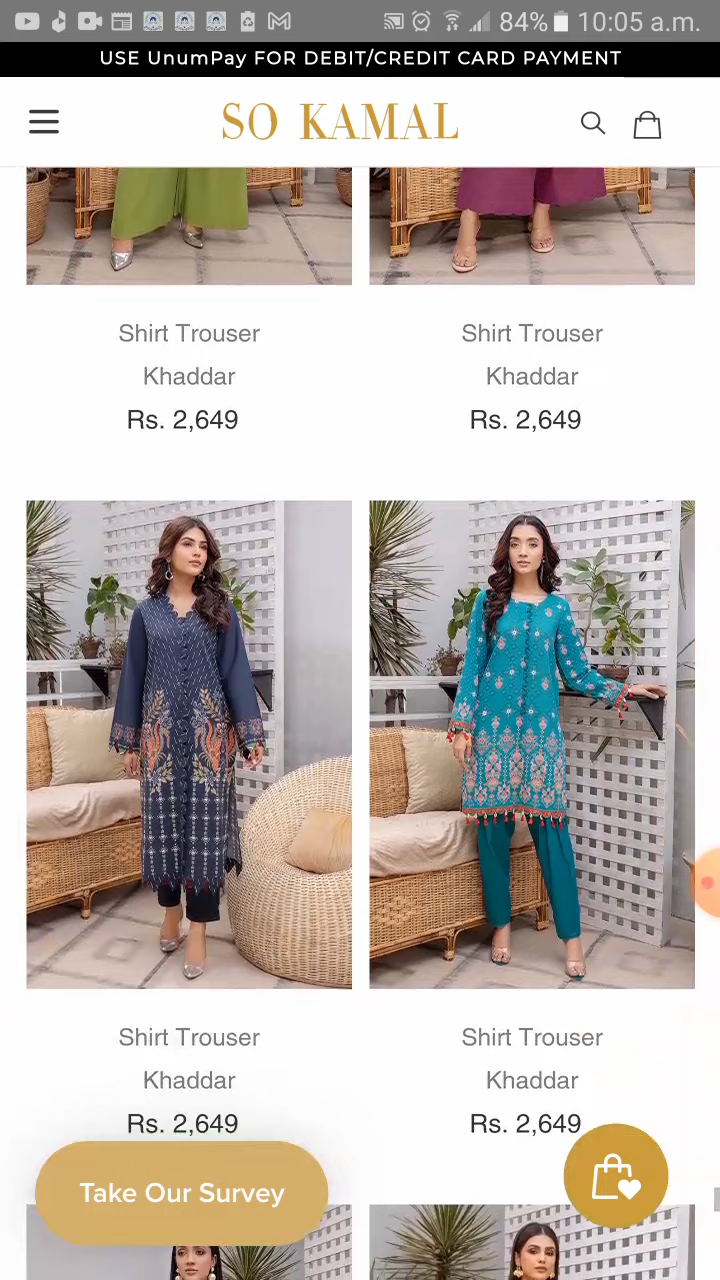 84% 10:05 a.m.
USE UnumPay FOR DEBIT/CREDIT CARD PAYMENT
SO KAMAL
Shirt Trouser
Khaddar
Rs. 2,649
Shirt Trouser
Khaddar
Rs. 2,649
Shirt Trouser
Khaddar
Rs. 2,649
Shirt Trouser
Khaddar
Rs. 2,649
Take Our Survey